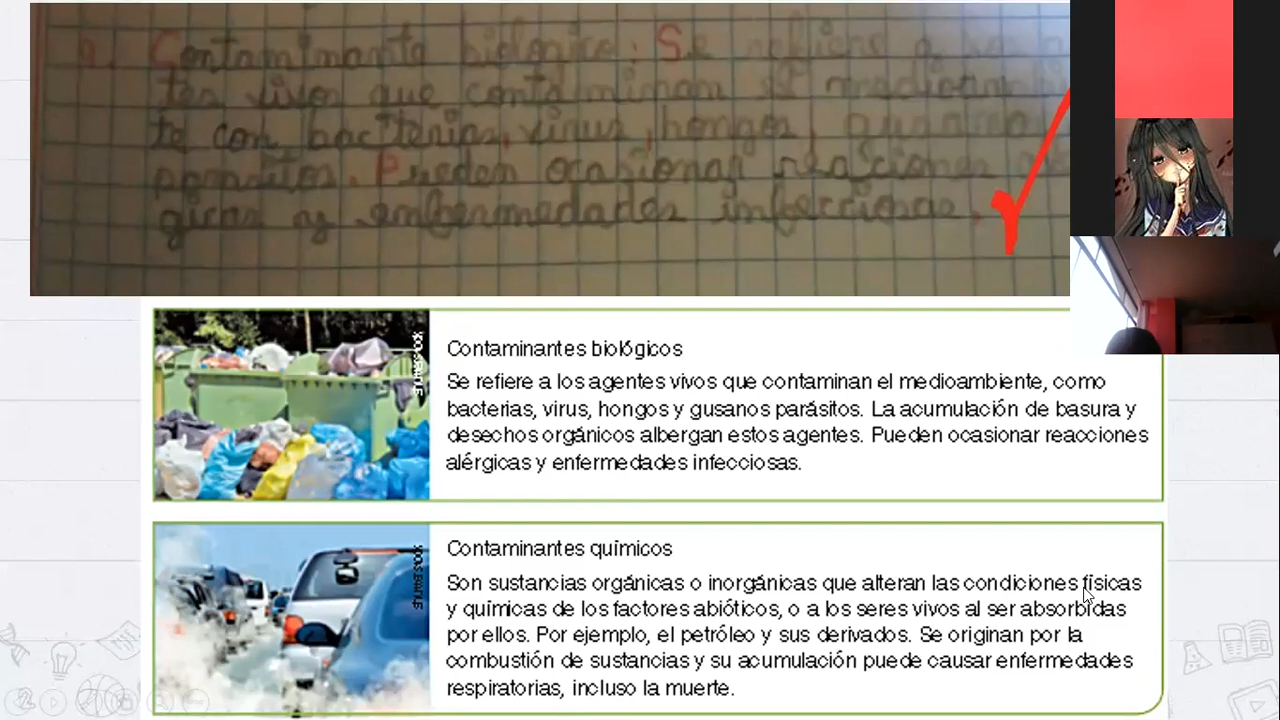 9. Contaminante biologico: Se refiere a
tes vivos que contaminan el medioambi
te con bacterias, virus, hongos,
Pueden ocasionar reacciones
gicas y enfermedades infecciosas.
Contaminantes biológicos
Se refiere a los agentes vivos que contaminan el medioambiente, como
bacterias, virus, hongos y gusanos parásitos. La acumulación de basura y
desechos orgánicos albergan estos agentes. Pueden ocasionar reacciones
alérgicas y enfermedades infecciosas.
Contaminantes químicos
Son sustancias orgánicas o inorgánicas que alteran las condiciones físicas
y químicas de los factores abióticos, o a los seres vivos al ser absorbidas
por ellos. Por ejemplo, el petróleo y sus derivados. Se originan por la
combustión de sustancias y su acumulación puede causar enfermedades
respiratorias, incluso la muerte.